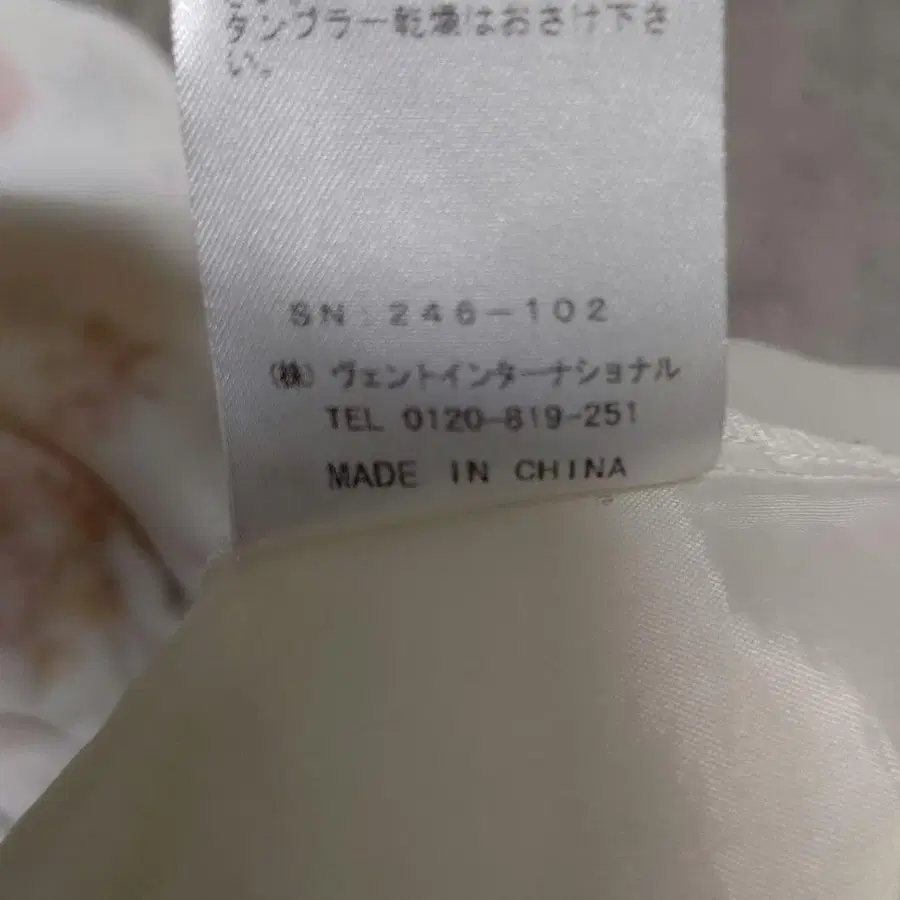 タンブラー乾燥はおさけ下さ
い。
SN 246-102
(株) ヴェントインターナショナル
TEL 0120-819-251
MADE IN CHINA